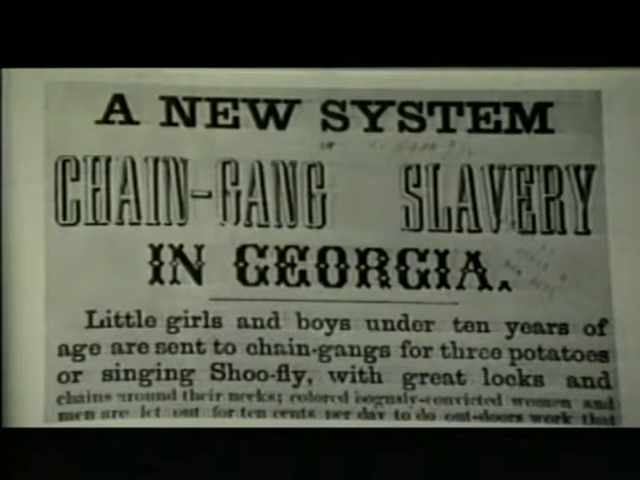 A NEW SYSTEM
CHAIN-GANG SLAVERY
IN GEORGIA.
Little girls and boys under ten years of
age are sent to chain-gangs for three potatoes
or singing Shoo-fly, with great locks and
chains around their necks; colored bognsly-convicted women and
men are let out for ten cents per day to do out-doors work that